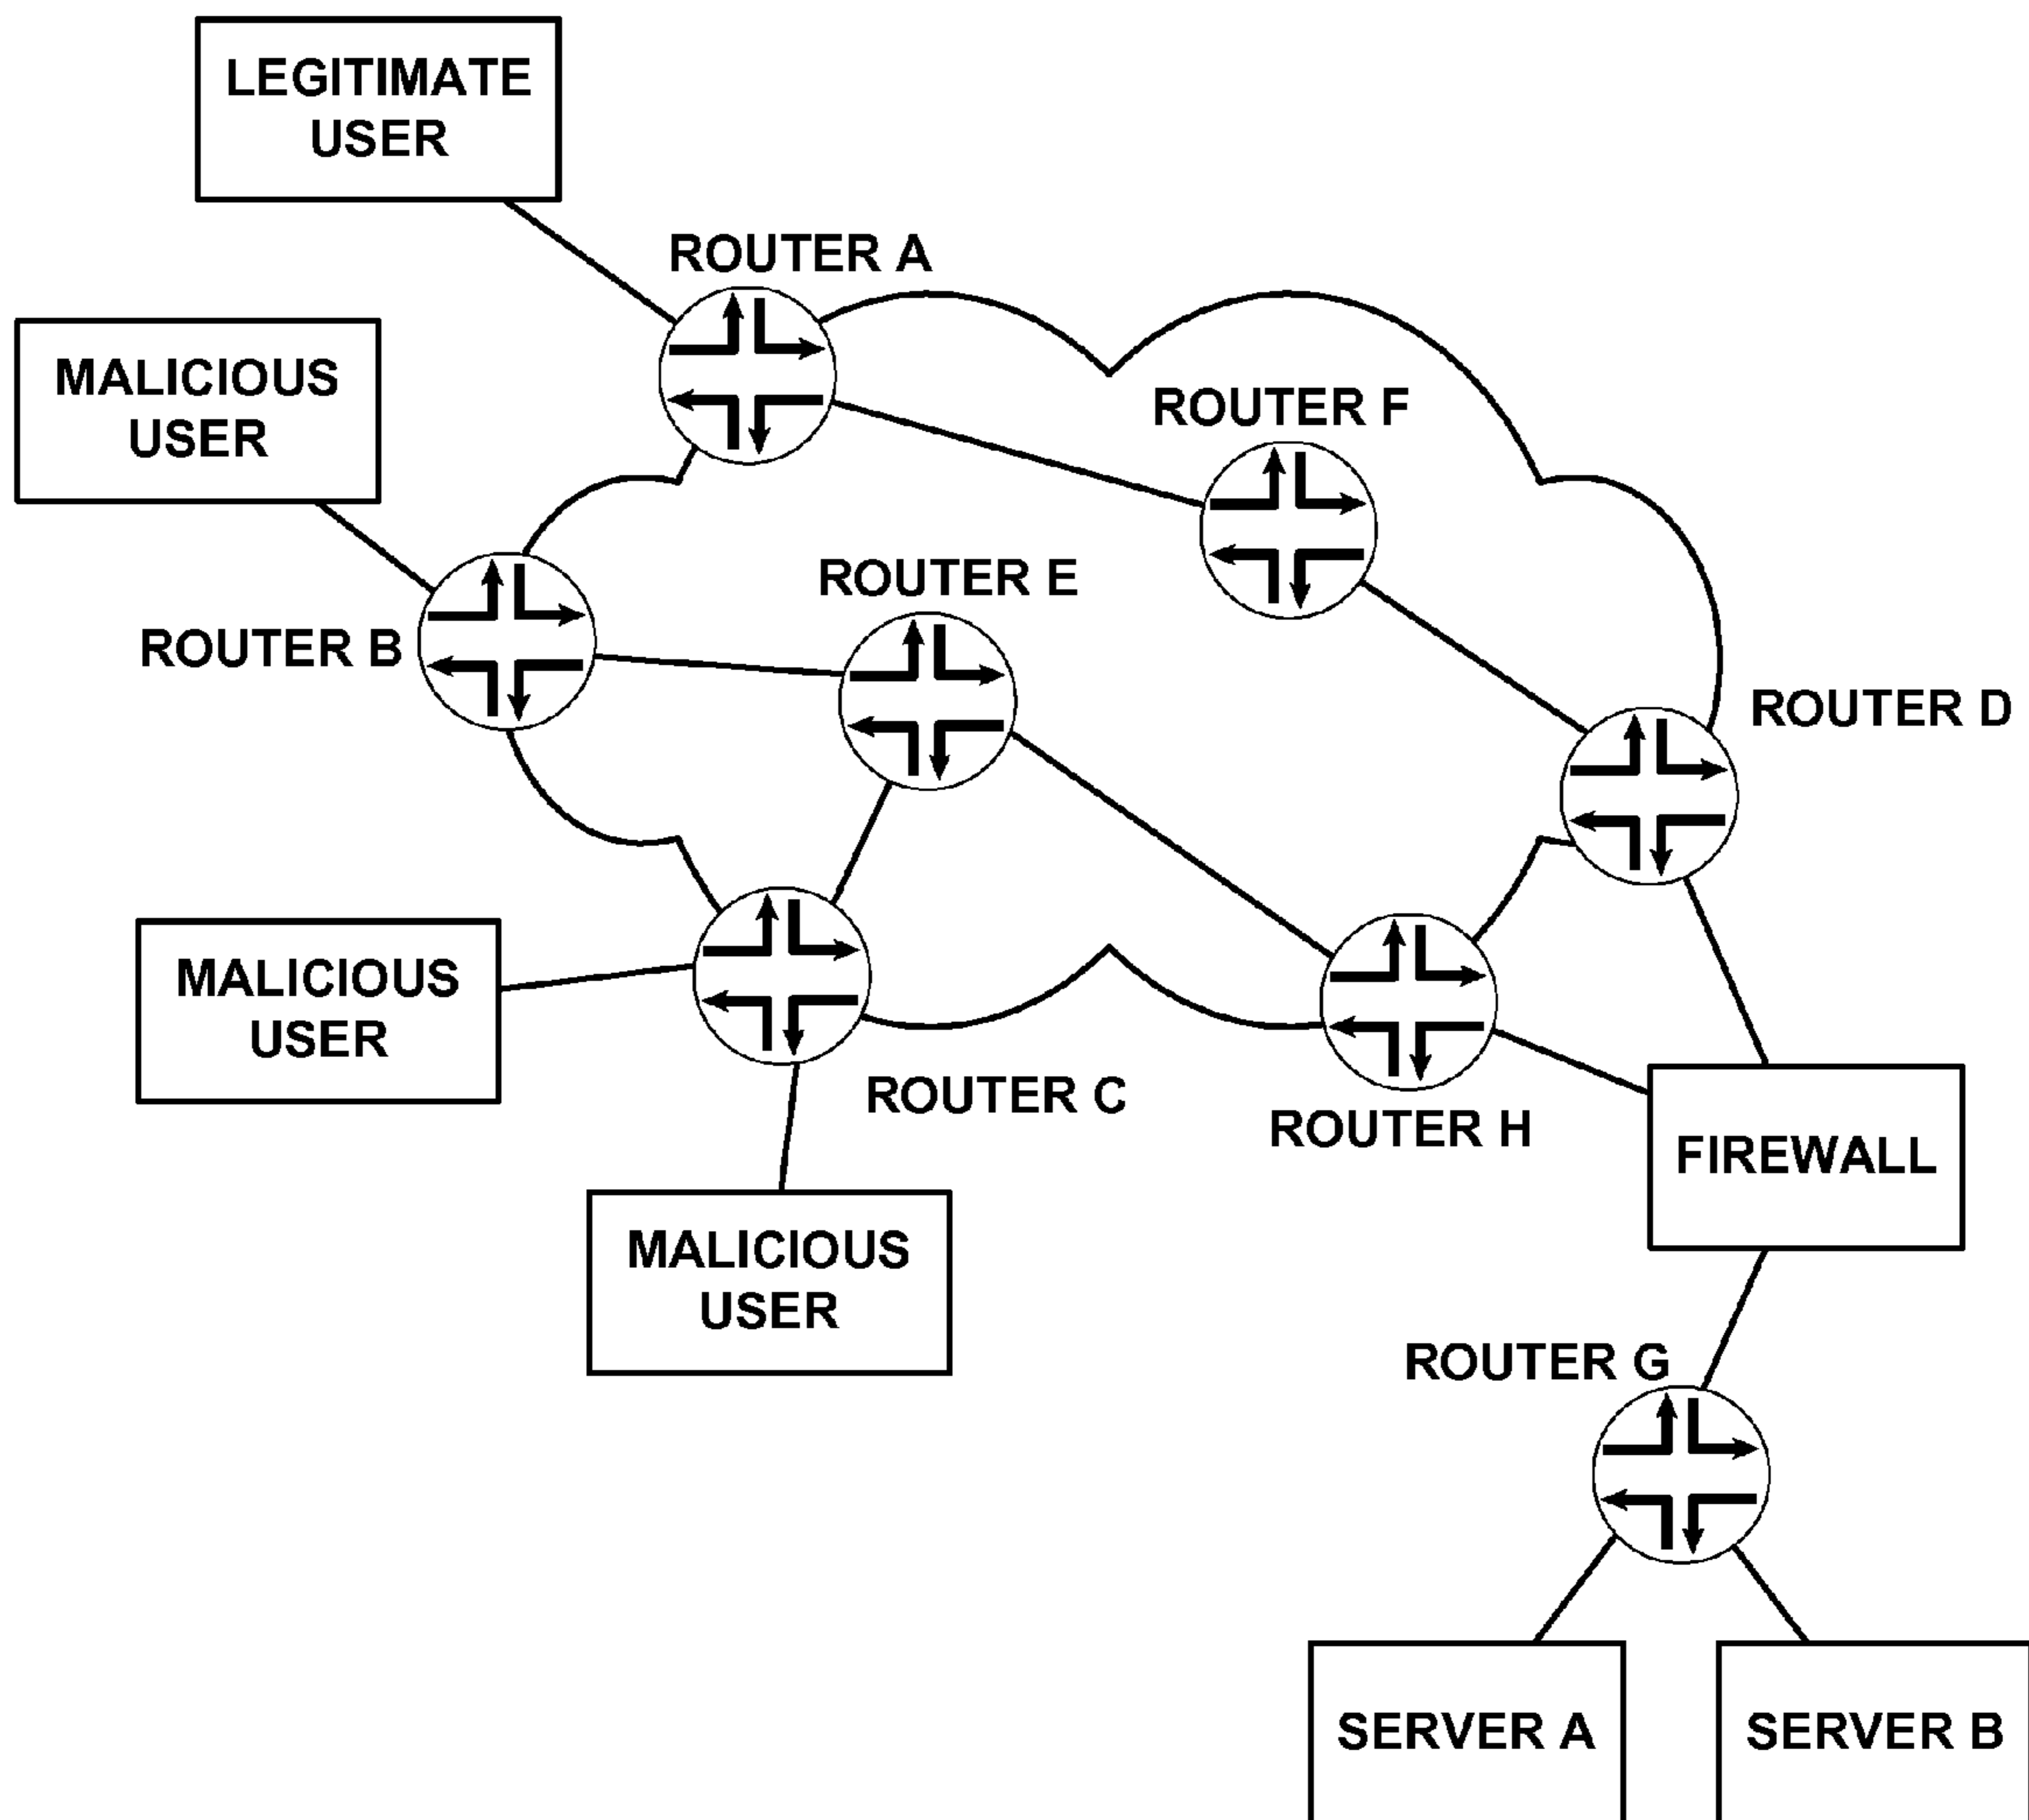 LEGITIMATE
USER
ROUTER A
MALICIOUS
USER
ROUTER F
ROUTER E
ROUTER B
ROUTER D
MALICIOUS
USER
ROUTER C
ROUTER H
FIREWALL
MALICIOUS
USER
ROUTER G
SERVER A
SERVER B